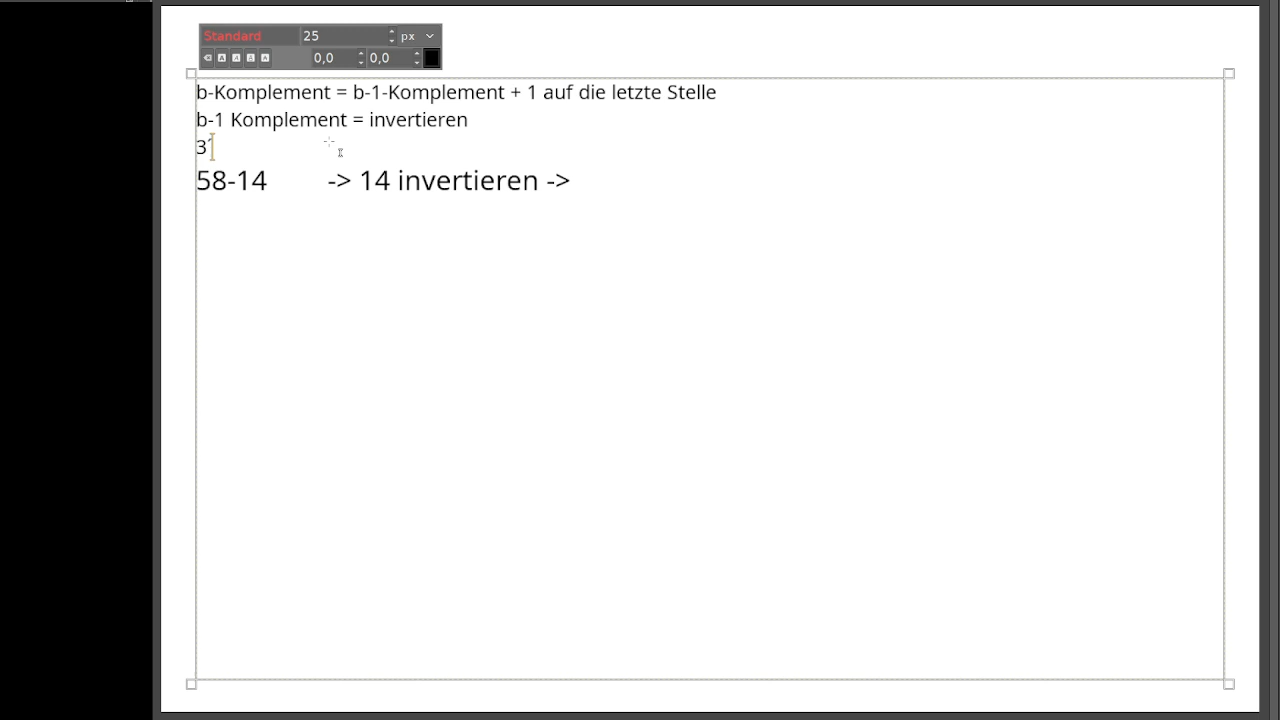 Standard 25 px
0,0 0,0
b-Komplement = b-1-Komplement + 1 auf die letzte Stelle
b-1 Komplement = invertieren
3´
58-14 -> 14 invertieren ->